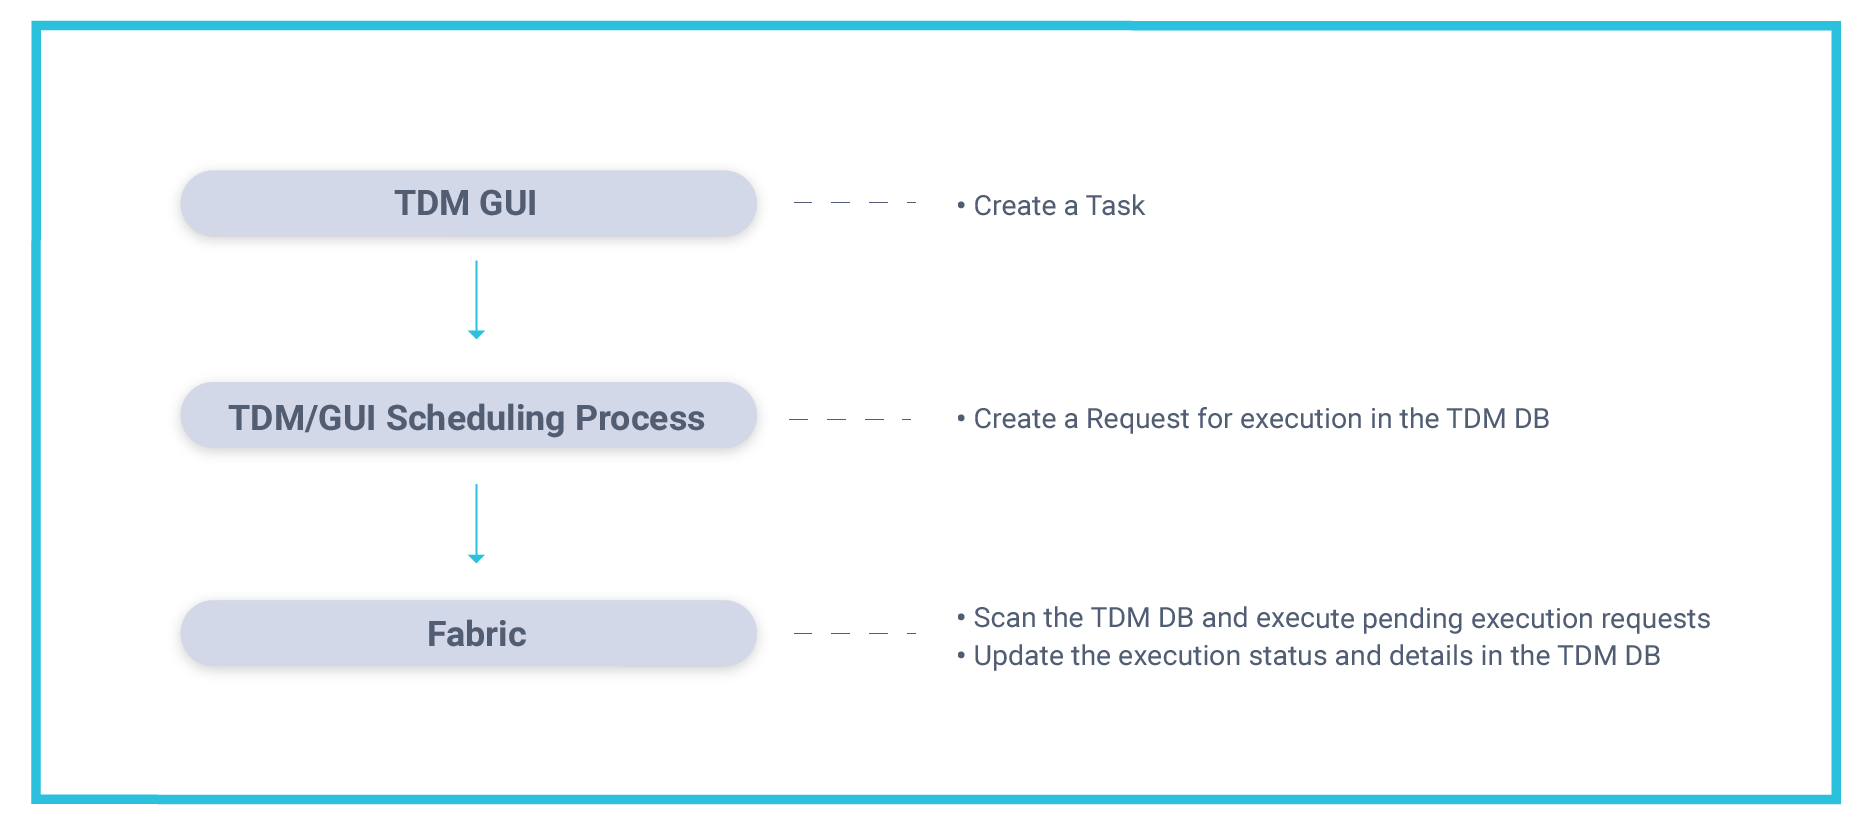 TDM GUI
• Create a Task
TDM/GUI Scheduling Process
• Create a Request for execution in the TDM DB
Fabric
• Scan the TDM DB and execute pending execution requests
• Update the execution status and details in the TDM DB